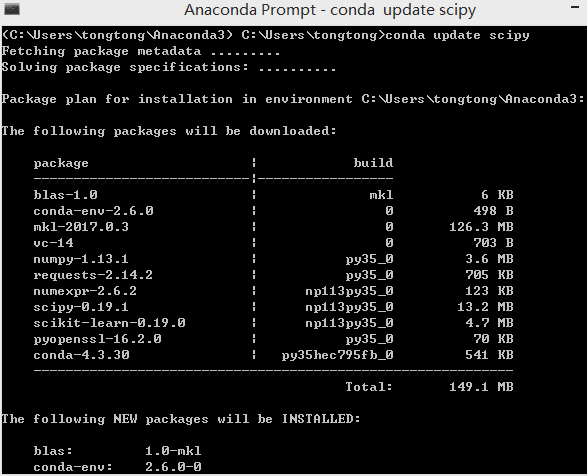 Anaconda Prompt - conda  update scipy
(C:\Users\tongtong\Anaconda3) C:\Users\tongtong>conda update scipy
Fetching package metadata .........
Solving package specifications: ..........
Package plan for installation in environment C:\Users\tongtong\Anaconda3:
The following packages will be downloaded:
    package                    |            build
    ---------------------------|-----------------
    blas-1.0                   |              mkl           6 KB
    conda-env-2.6.0            |                0         498 B
    mkl-2017.0.3               |                0       126.3 MB
    vc-14                      |                0         703 B
    numpy-1.13.1               |           py35_0         3.6 MB
    requests-2.14.2            |           py35_0         705 KB
    numexpr-2.6.2              |      np113py35_0         123 KB
    scipy-0.19.1               |      np113py35_0        13.2 MB
    scikit-learn-0.19.0        |      np113py35_0         4.7 MB
    pyopenssl-16.2.0           |           py35_0          70 KB
    conda-4.3.30               |   py35hec795fb_0         541 KB
    ------------------------------------------------------------
                                           Total:       149.1 MB
The following NEW packages will be INSTALLED:
    blas:      1.0-mkl
    conda-env: 2.6.0-0